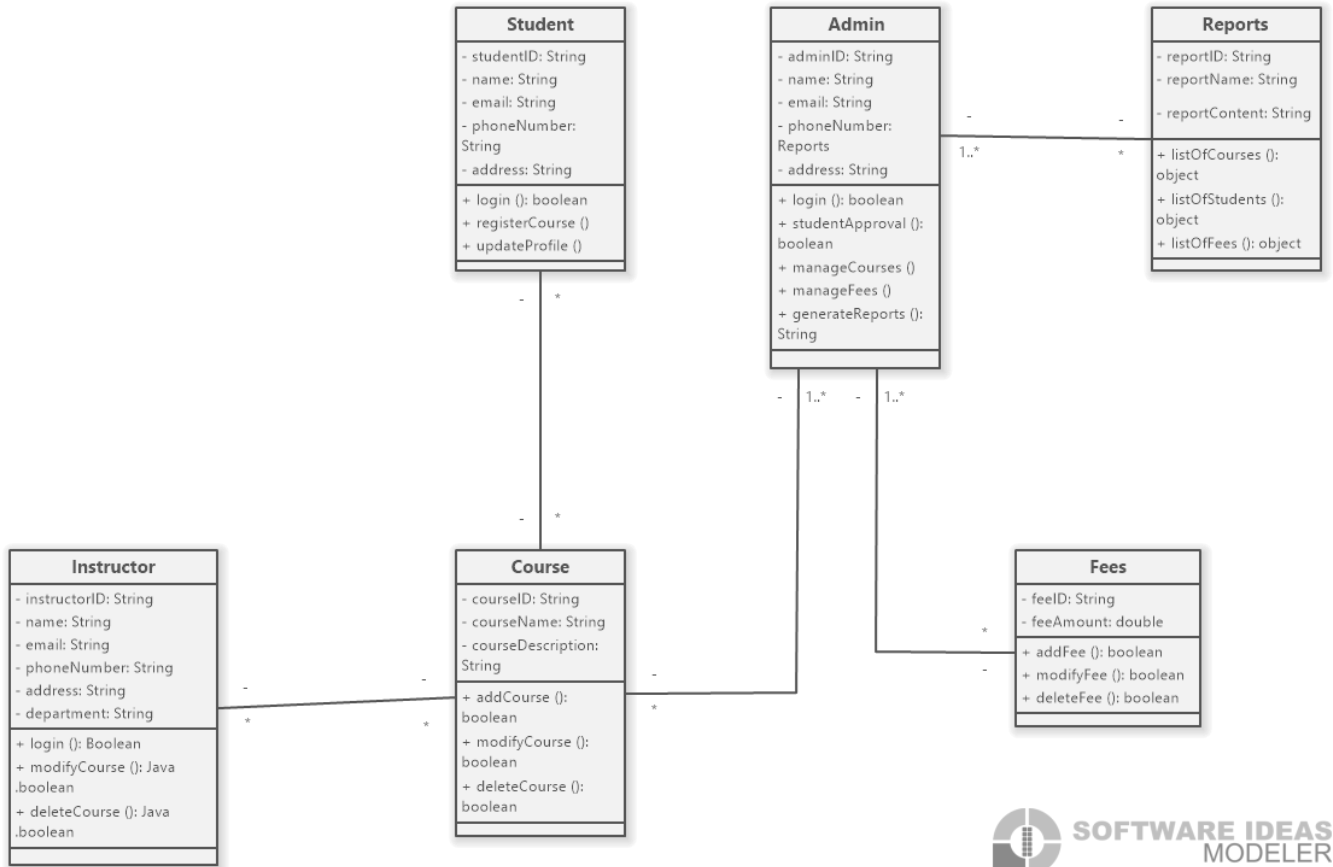 Student
- studentID: String
- name: String
- email: String
- phoneNumber:
String
- address: String
+ login (): boolean
+ registerCourse ()
+ updateProfile ()
- *
- *
Admin
- adminID: String
- name: String
- email: String
- phoneNumber:
Reports
- address: String
+ login (): boolean
+ studentApproval ():
boolean
+ manageCourses ()
+ manageFees ()
+ generateReports ():
String
- -
1..* *
Reports
- reportID: String
- reportName: String
- reportContent: String
+ listOfCourses ():
object
+ listOfStudents ():
object
+ listOfFees (): object
- 1..* - 1..*
Instructor
- instructorID: String
- name: String
- email: String
- phoneNumber: String
- address: String
- department: String
+ login (): Boolean
+ modifyCourse (): Java
.boolean
+ deleteCourse (): Java
.boolean
- -
* *
Course
- courseID: String
- courseName: String
- courseDescription:
String
+ addCourse ():
boolean
+ modifyCourse ():
boolean
+ deleteCourse ():
boolean
-
*
*
-
Fees
- feeID: String
- feeAmount: double
+ addFee (): boolean
+ modifyFee (): boolean
+ deleteFee (): boolean
SOFTWARE IDEAS
MODELER